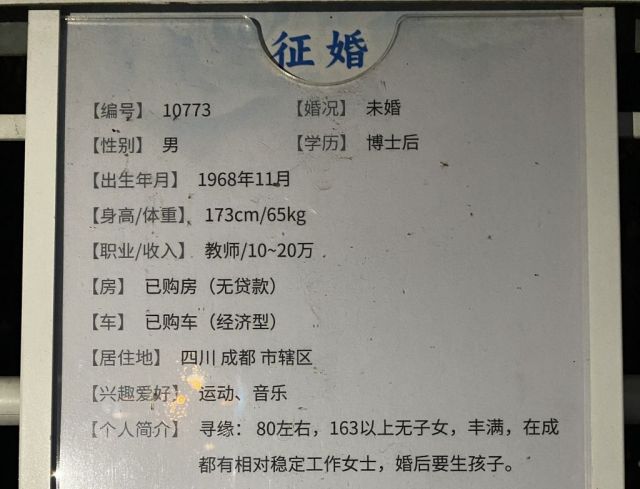 征婚
【编号】 10773 【婚况】 未婚
【性别】 男 【学历】 博士后
【出生年月】 1968年11月
【身高/体重】 173cm/65kg
【职业/收入】 教师/10~20万
【房】 已购房（无贷款）
【车】 已购车（经济型）
【居住地】 四川 成都 市辖区
【兴趣爱好】 运动、音乐
【个人简介】 寻缘： 80左右，163以上无子女，丰满，在成
都有相对稳定工作女士，婚后要生孩子。